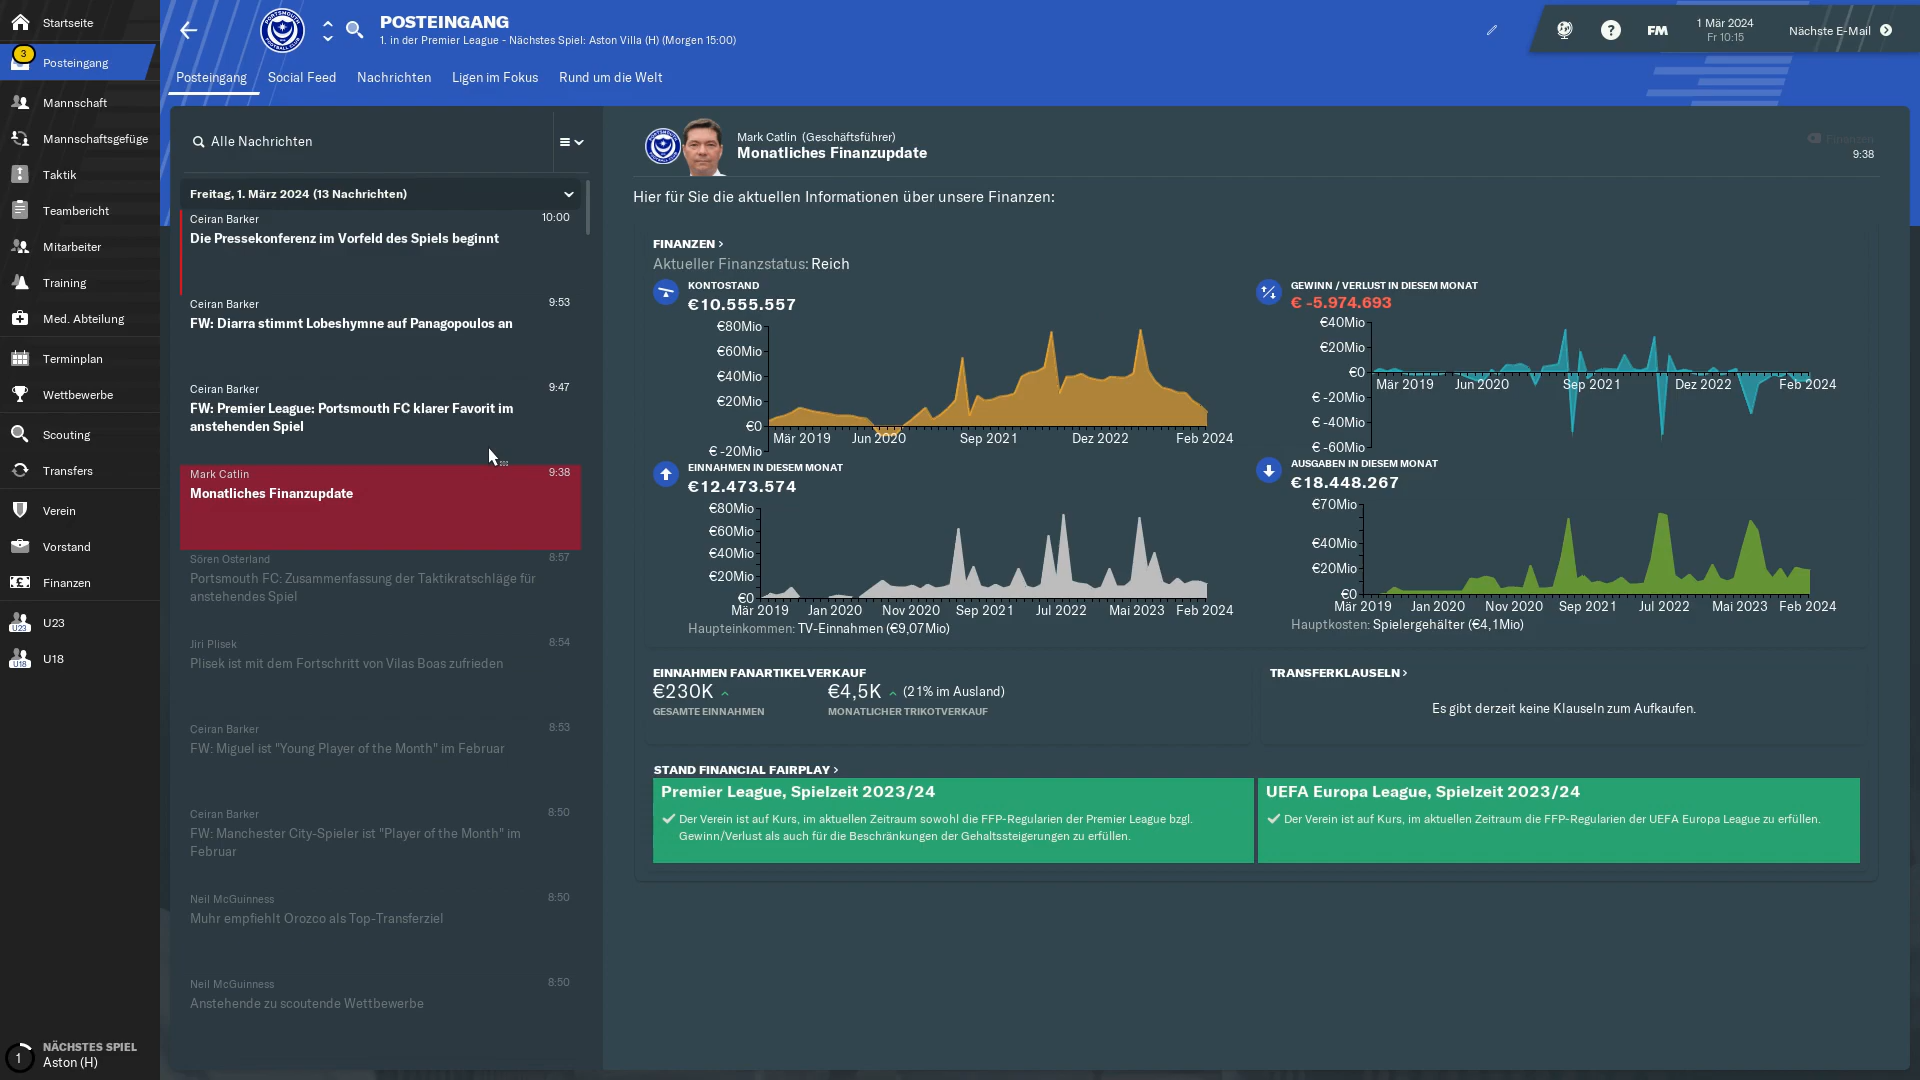 Startseite
3
Posteingang
Mannschaft
Mannschaftsgefüge
Taktik
Teambericht
Mitarbeiter
Training
Med. Abteilung
Terminplan
Wettbewerbe
Scouting
Transfers
Verein
Vorstand
Finanzen
U23
U23
U18
U18
1
NÄCHSTES SPIEL
Aston (H)
POSTEINGANG
1. in der Premier League - Nächstes Spiel: Aston Villa (H) (Morgen 15:00)
?
FM
1 Mär 2024
Fr 10:15
Nächste E-Mail
Posteingang
Social Feed
Nachrichten
Ligen im Fokus
Rund um die Welt
Alle Nachrichten
Freitag, 1. März 2024 (13 Nachrichten)
Ceiran Barker
10:00
Die Pressekonferenz im Vorfeld des Spiels beginnt
Ceiran Barker
9:53
FW: Diarra stimmt Lobeshymne auf Panagopoulos an
Ceiran Barker
9:47
FW: Premier League: Portsmouth FC klarer Favorit im
anstehenden Spiel
Mark Catlin
9:38
Monatliches Finanzupdate
Sören Osterland
8:57
Portsmouth FC: Zusammenfassung der Taktikratschläge für
anstehendes Spiel
Jiri Plisek
8:54
Plisek ist mit dem Fortschritt von Vilas Boas zufrieden
Ceiran Barker
8:53
FW: Miguel ist "Young Player of the Month" im Februar
Ceiran Barker
8:50
FW: Manchester City-Spieler ist "Player of the Month" im
Februar
Neil McGuinness
8:50
Muhr empfiehlt Orozco als Top-Transferziel
Neil McGuinness
8:50
Anstehende zu scoutende Wettbewerbe
Mark Catlin (Geschäftsführer)
Monatliches Finanzupdate
Finanzen
9:38
Hier für Sie die aktuellen Informationen über unsere Finanzen:
FINANZEN >
Aktueller Finanzstatus: Reich
KONTOSTAND
€10.555.557
€80Mio
€60Mio
€40Mio
€20Mio
€0
€ -20Mio
Mär 2019
Jun 2020
Sep 2021
Dez 2022
Feb 2024
GEWINN / VERLUST IN DIESEM MONAT
€ -5.974.693
€40Mio
€20Mio
€0
€ -20Mio
€ -40Mio
€ -60Mio
Mär 2019
Jun 2020
Sep 2021
Dez 2022
Feb 2024
EINNAHMEN IN DIESEM MONAT
€12.473.574
€80Mio
€60Mio
€40Mio
€20Mio
€0
Mär 2019
Jan 2020
Nov 2020
Sep 2021
Jul 2022
Mai 2023
Feb 2024
Haupteinkommen: TV-Einnahmen (€9,07Mio)
AUSGABEN IN DIESEM MONAT
€18.448.267
€70Mio
€40Mio
€20Mio
€0
Mär 2019
Jan 2020
Nov 2020
Sep 2021
Jul 2022
Mai 2023
Feb 2024
Hauptkosten: Spielergehälter (€4,1Mio)
EINNAHMEN FANARTIKELVERKAUF
€230K
€4,5K
(21% im Ausland)
GESAMTE EINNAHMEN
MONATLICHER TRIKOTVERKAUF
TRANSFERKLAUSELN >
Es gibt derzeit keine Klauseln zum Aufkaufen.
STAND FINANCIAL FAIRPLAY >
Premier League, Spielzeit 2023/24
Der Verein ist auf Kurs, im aktuellen Zeitraum sowohl die FFP-Regularien der Premier League bzgl.
Gewinn/Verlust als auch für die Beschränkungen der Gehaltssteigerungen zu erfüllen.
UEFA Europa League, Spielzeit 2023/24
Der Verein ist auf Kurs, im aktuellen Zeitraum die FFP-Regularien der UEFA Europa League zu erfüllen.